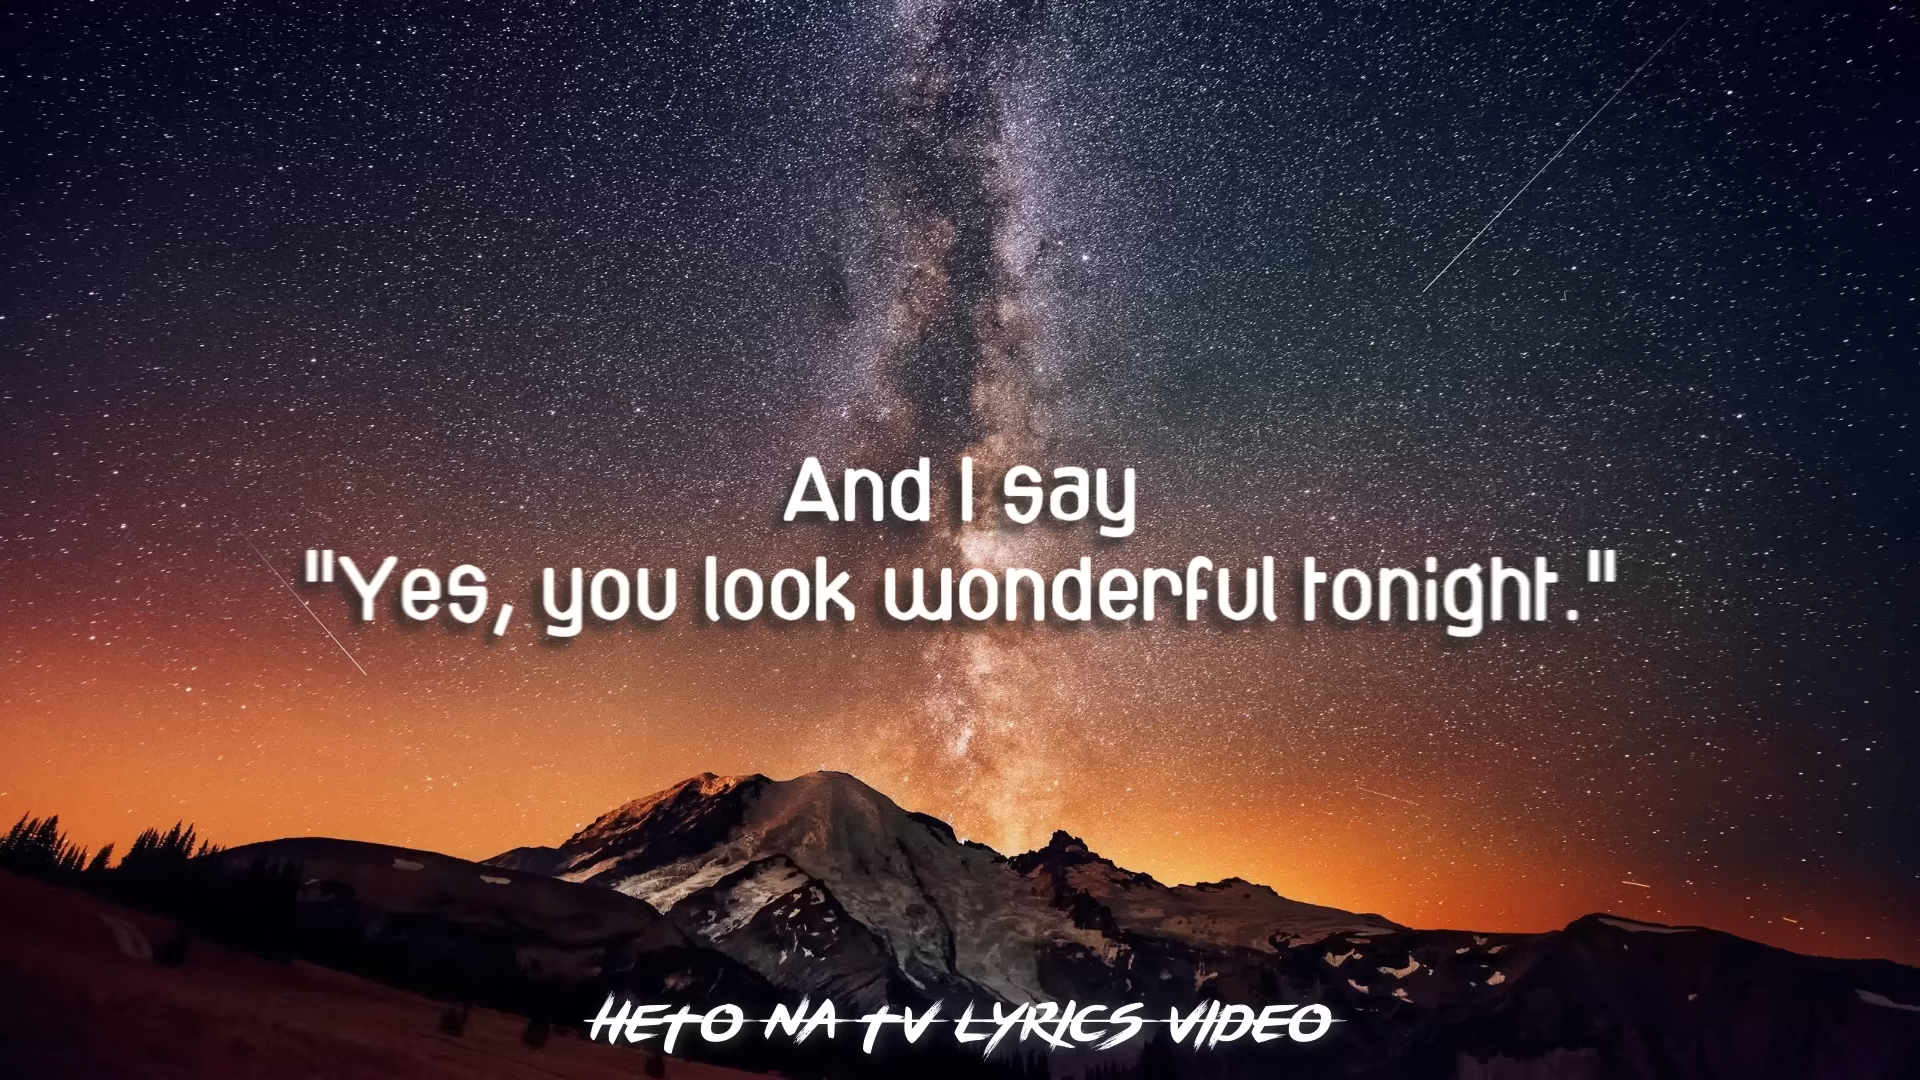 And I say
"Yes, you look wonderful tonight."
HETO NA TV LYRICS VIDEO